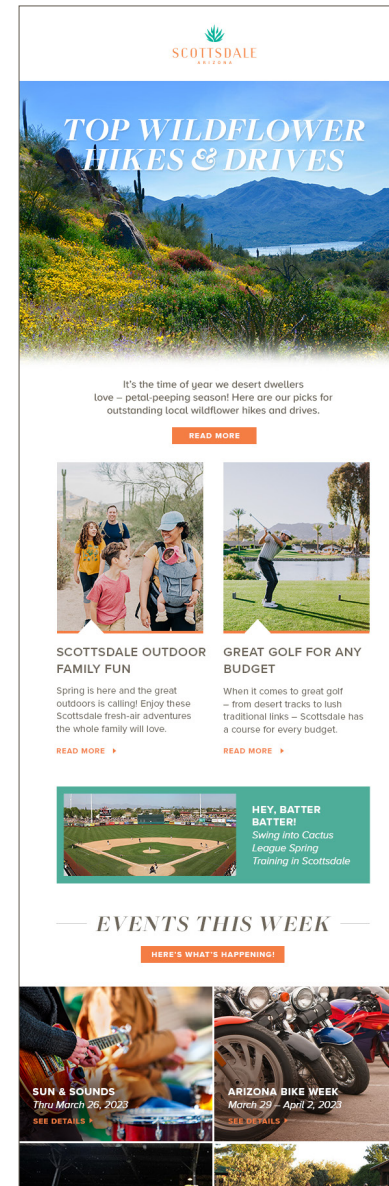 SCOTTSDALE
ARIZONA
TOP WILDFLOWER
HIKES & DRIVES
It's the time of year we desert dwellers
love – petal-peeping season! Here are our picks for
outstanding local wildflower hikes and drives.
READ MORE
SCOTTSDALE OUTDOOR
FAMILY FUN
Spring is here and the great
outdoors is calling! Enjoy these
Scottsdale fresh-air adventures
the whole family will love.
READ MORE
GREAT GOLF FOR ANY
BUDGET
When it comes to great golf
– from desert tracks to lush
traditional links – Scottsdale has
a course for every budget.
READ MORE
HEY, BATTER
BATTER!
Swing into Cactus
League Spring
Training in Scottsdale
EVENTS THIS WEEK
HERE'S WHAT'S HAPPENING!
SUN & SOUNDS
Thru March 26, 2023
SEE DETAILS
ARIZONA BIKE WEEK
March 29 – April 2, 2023
SEE DETAILS